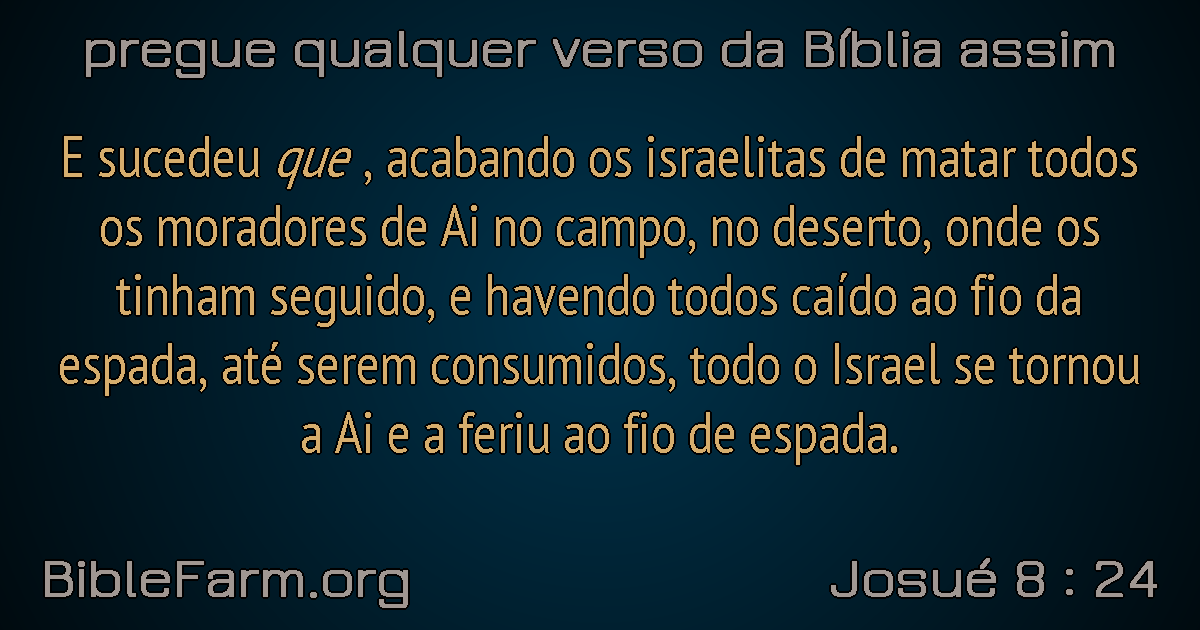 pregue qualquer verso da Bíblia assim
E sucedeu que , acabando os israelitas de matar todos
os moradores de Ai no campo, no deserto, onde os
tinham seguido, e havendo todos caído ao fio da
espada, até serem consumidos, todo o Israel se tornou
a Ai e a feriu ao fio de espada.
BibleFarm.org
Josué 8 : 24